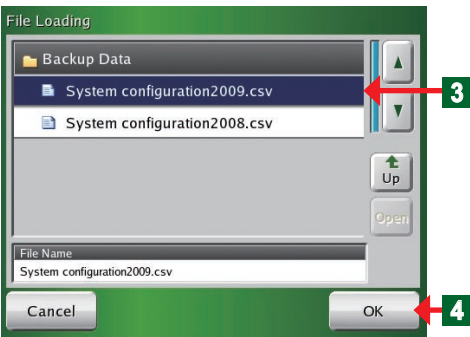 File Loading
Backup Data
System configuration2009.csv
3
System configuration2008.csv
Up
Open
File Name
System configuration2009.csv
Cancel
OK
4